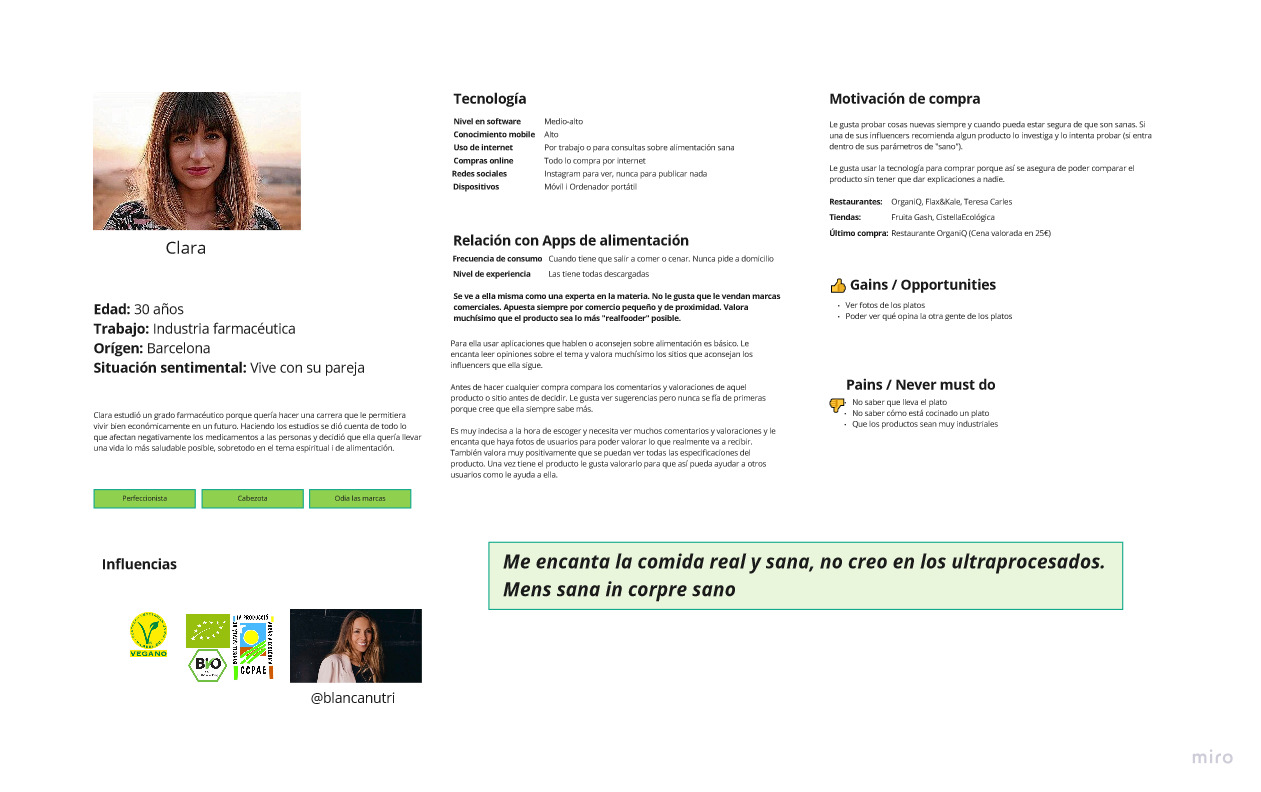 Clara
Edad: 30 años
Trabajo: Industria farmacéutica
Orígen: Barcelona
Situación sentimental: Vive con su pareja
Clara estudió un grado farmacéutico porque quería hacer una carrera que le permitiera
vivir bien económicamente en un futuro. Haciendo los estudios se dió cuenta de todo lo
que afectan negativamente los medicamentos a las personas y decidió que ella quería llevar
una vida lo más saludable posible, sobretodo en el tema espiritual i de alimentación.
Perfeccionista
Cabezota
Odia las marcas
Influencias
VEGANO
BIO
CCPAE
@blancanutri
Tecnología
Nivel en software Medio-alto
Conocimiento mobile Alto
Uso de internet Por trabajo o para consultas sobre alimentación sana
Compras online Todo lo compra por internet
Redes sociales Instagram para ver, nunca para publicar nada
Dispositivos Móvil i Ordenador portátil
Relación con Apps de alimentación
Frecuencia de consumo Cuando tiene que salir a comer o cenar. Nunca pide a domicilio
Nivel de experiencia Las tiene todas descargadas
Se ve a ella misma como una experta en la materia. No le gusta que le vendan marcas
comerciales. Apuesta siempre por comercio pequeño y de proximidad. Valora
muchísimo que el producto sea lo más "realfooder" posible.
Para ella usar aplicaciones que hablen o aconsejen sobre alimentación es básico. Le
encanta leer opiniones sobre el tema y valora muchísimo los sitios que aconsejan los
influencers que ella sigue.
Antes de hacer cualquier compra compara los comentarios y valoraciones de aquel
producto o sitio antes de decidir. Le gusta ver sugerencias pero nunca se fía de primeras
porque cree que ella siempre sabe más.
Es muy indecisa a la hora de escoger y necesita ver muchos comentarios y valoraciones y le
encanta que haya fotos de usuarios para poder valorar lo que realmente va a recibir.
También valora muy positivamente que se puedan ver todas las especificaciones del
producto. Una vez tiene el producto le gusta valorarlo para que así pueda ayudar a otros
usuarios como le ayuda a ella.
Motivación de compra
Le gusta probar cosas nuevas siempre y cuando pueda estar segura de que son sanas. Si
una de sus influencers recomienda algun producto lo investiga y lo intenta probar (si entra
dentro de sus parámetros de "sano").
Le gusta usar la tecnología para comprar porque así se asegura de poder comparar el
producto sin tener que dar explicaciones a nadie.
Restaurantes: OrganiQ, Flax&Kale, Teresa Carles
Tiendas: Fruita Gash, CistellaEcológica
Último compra: Restaurante OrganiQ (Cena valorada en 25€)
Gains / Opportunities
• Ver fotos de los platos
• Poder ver qué opina la otra gente de los platos
Pains / Never must do
• No saber que lleva el plato
• No saber cómo está cocinado un plato
• Que los productos sean muy industriales
Me encanta la comida real y sana, no creo en los ultraprocesados.
Mens sana in corpre sano
miro